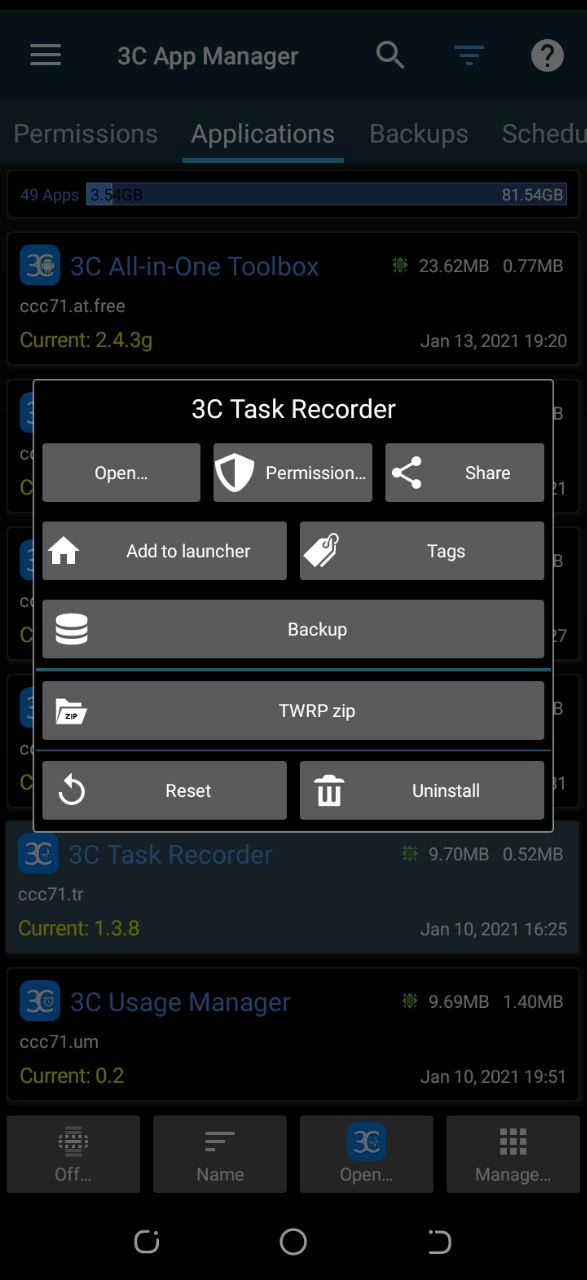 3C App Manager
Permissions Applications Backups Schedu
49 Apps 3.54GB 81.54GB
3C All-in-One Toolbox 23.62MB 0.77MB
ccc71.at.free
Current: 2.4.3g Jan 13, 2021 19:20
3C Task Recorder
Open... Permission... Share
Add to launcher Tags
Backup
ZIP TWRP zip
Reset Uninstall
3C 3C Task Recorder 9.70MB 0.52MB
ccc71.tr
Current: 1.3.8 Jan 10, 2021 16:25
3C 3C Usage Manager 9.69MB 1.40MB
ccc71.um
Current: 0.2 Jan 10, 2021 19:51
Off... Name Open... Manage...